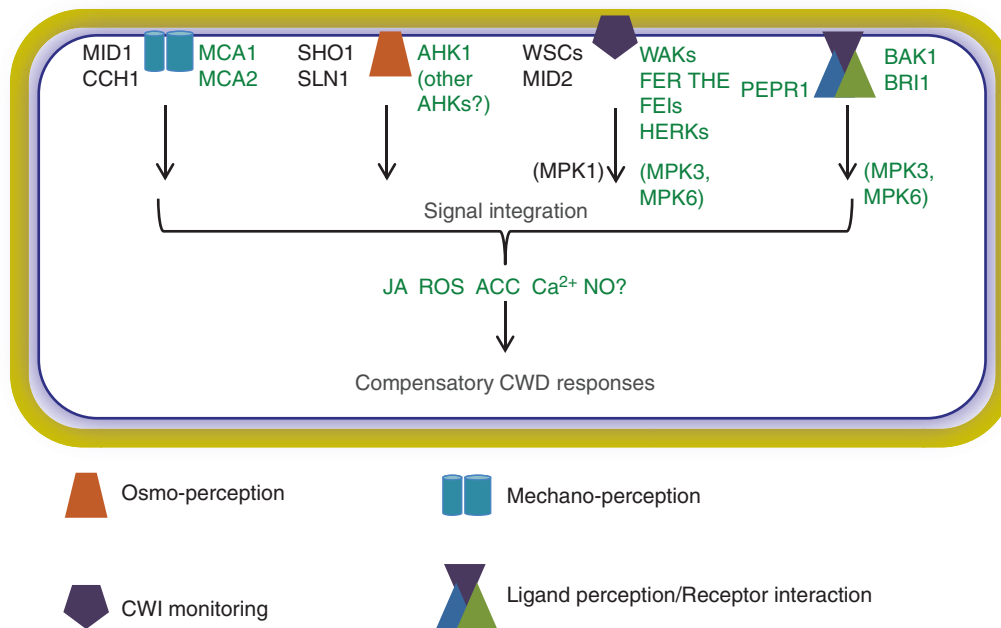 MID1
CCH1
MCA1
MCA2
SHO1
SLN1
AHK1
(other
AHKs?)
WSCs
MID2
WAKs
FER THE
FEIs
HERKs
PEPR1
BAK1
BRI1
(MPK1)
(MPK3,
MPK6)
(MPK3,
MPK6)
Signal integration
JA ROS ACC Ca²⁺ NO?
Compensatory CWD responses
Osmo-perception
Mechano-perception
CWI monitoring
Ligand perception/Receptor interaction